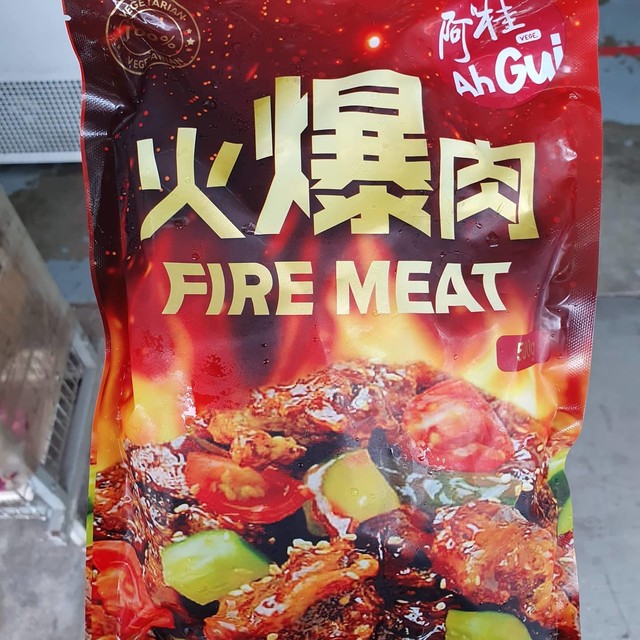 VEGETARIAN
100%
VEGETARIAN
阿桂
VEGE.
Ah Gui
火爆肉
FIRE MEAT